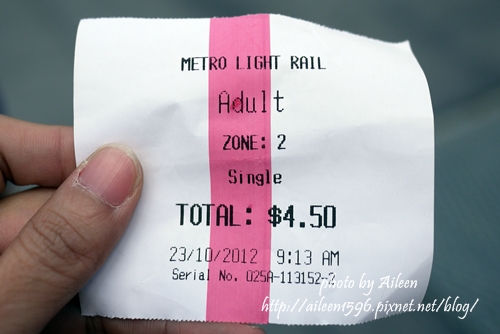 METRO LIGHT RAIL
Adult
ZONE: 2
Single
TOTAL: $4.50
23/10/2012 9:13 AM
Serial No. 025A-113152-2
photo by Aileen
http://aileen1596.pixnet.net/blog/